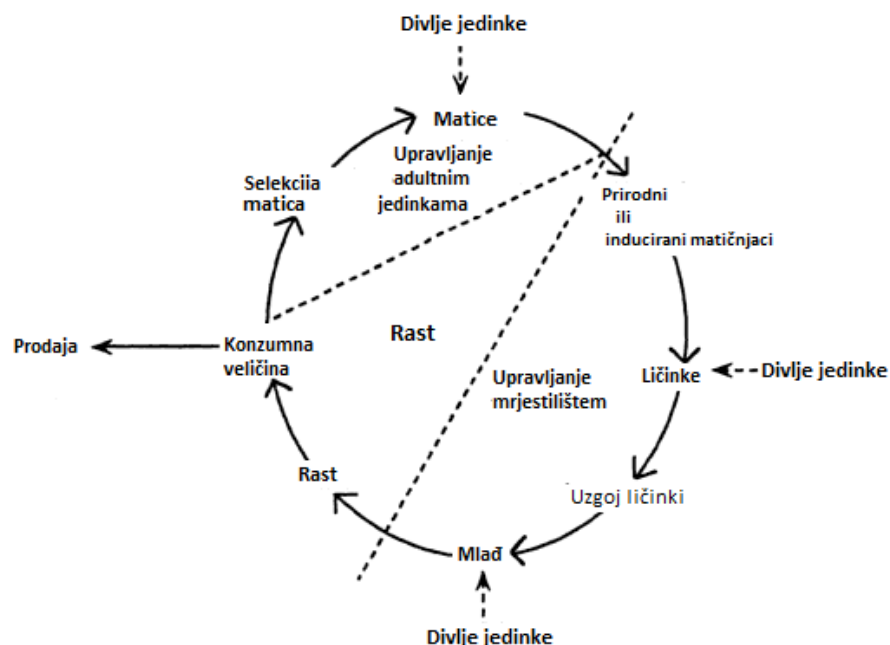 Divlje jedinke
Matice
Upravljanje
adultnim
jedinkama
Selekciia
matica
Prirodni
ili
inducirani matičnjaci
Rast
Prodaja
Konzumna
veličina
Upravljanje
mrjestilištem
Ličinke
Divlje jedinke
Rast
Uzgoj ličinki
Mlađ
Divlje jedinke